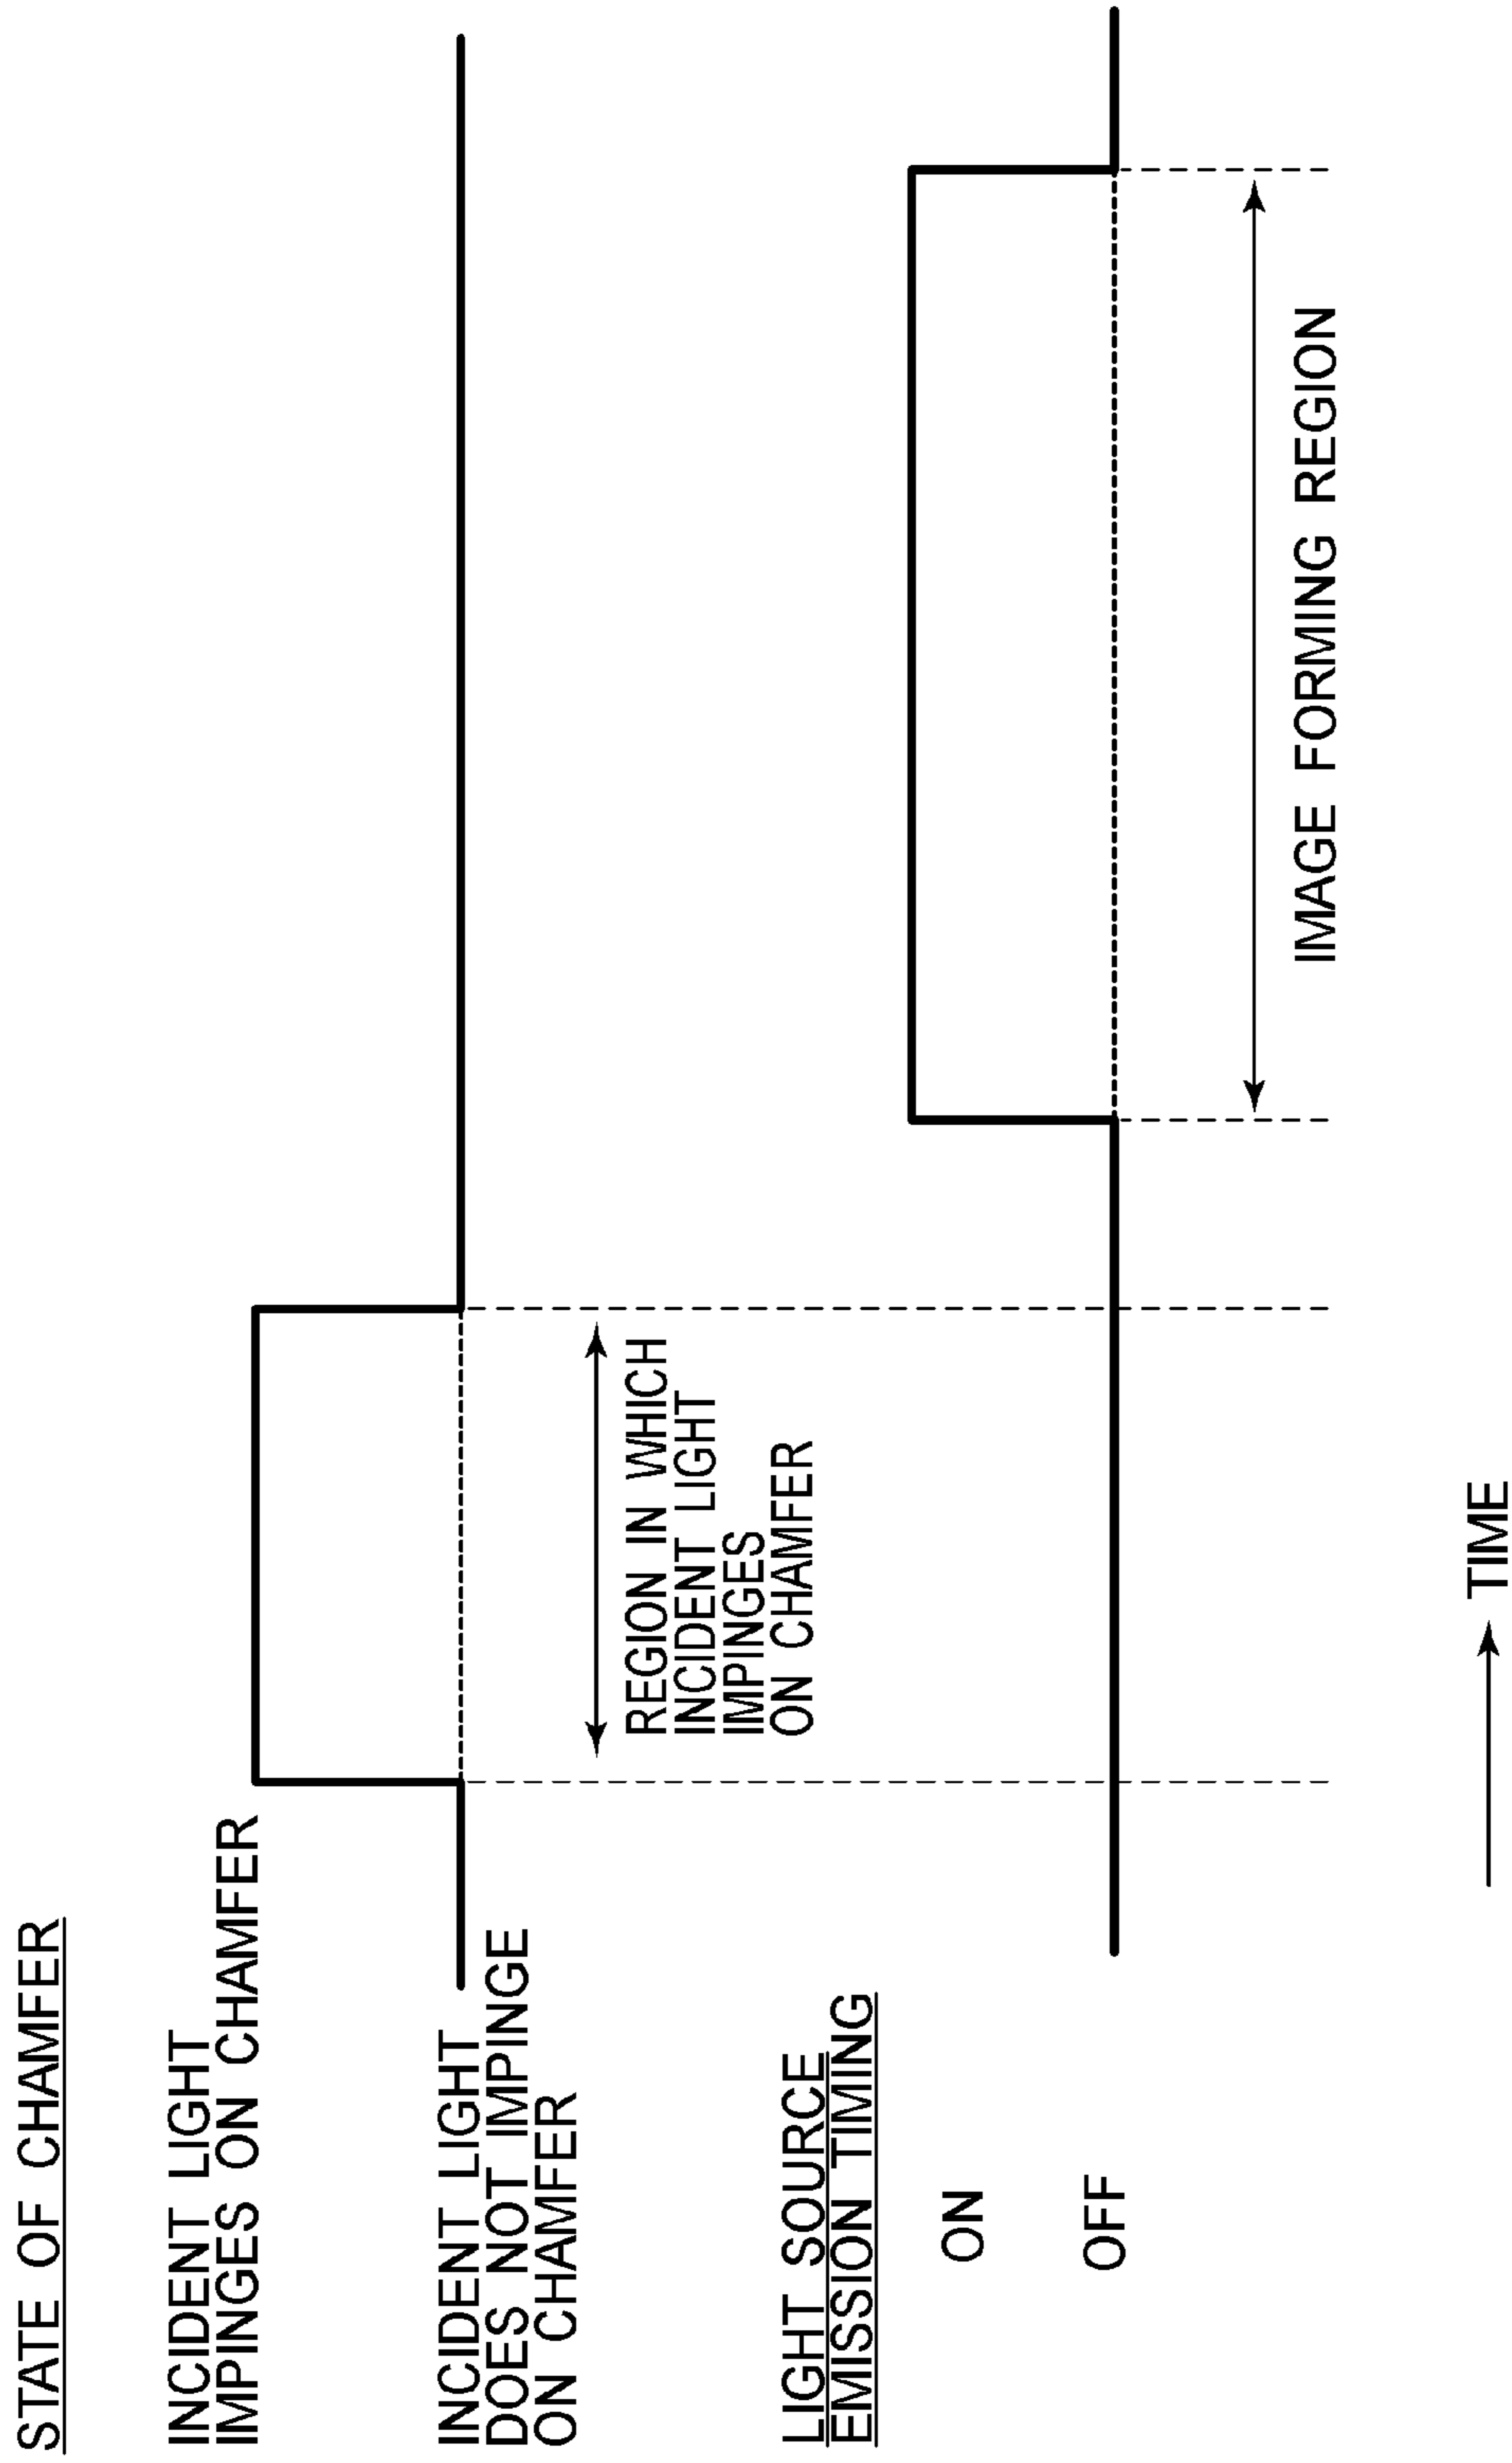 STATE OF CHAMFER
INCIDENT LIGHT
IMPINGES ON CHAMFER
INCIDENT LIGHT
DOES NOT IMPINGE
ON CHAMFER
REGION IN WHICH
INCIDENT LIGHT
IMPINGES
ON CHAMFER
LIGHT SOURCE
EMISSION TIMING
ON
OFF
IMAGE FORMING REGION
TIME